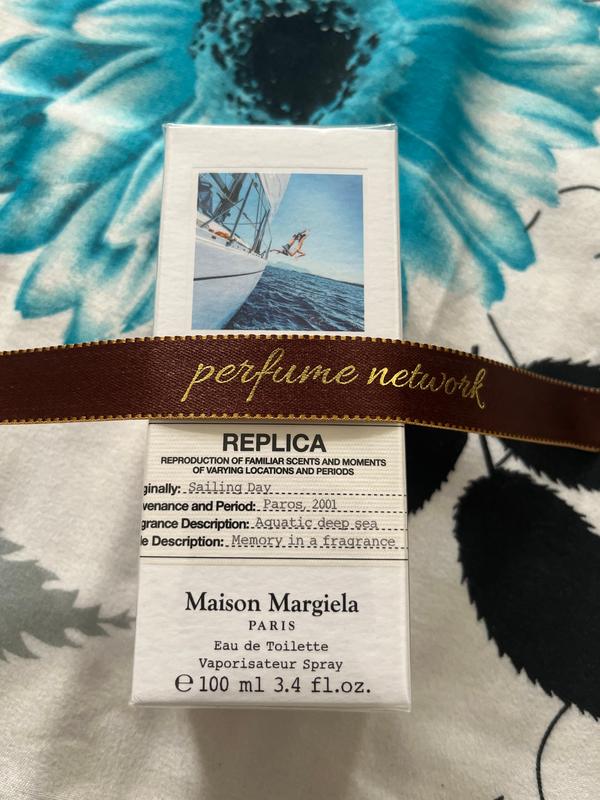 perfume network
REPLICA
REPRODUCTION OF FAMILIAR SCENTS AND MOMENTS
OF VARYING LOCATIONS AND PERIODS
ginally: Sailing Day
venance and Period: Paros, 2001
grance Description: Aquatic deep sea
e Description: Memory in a fragrance
Maison Margiela
PARIS
Eau de Toilette
Vaporisateur Spray
℮ 100 ml 3.4 fl.oz.